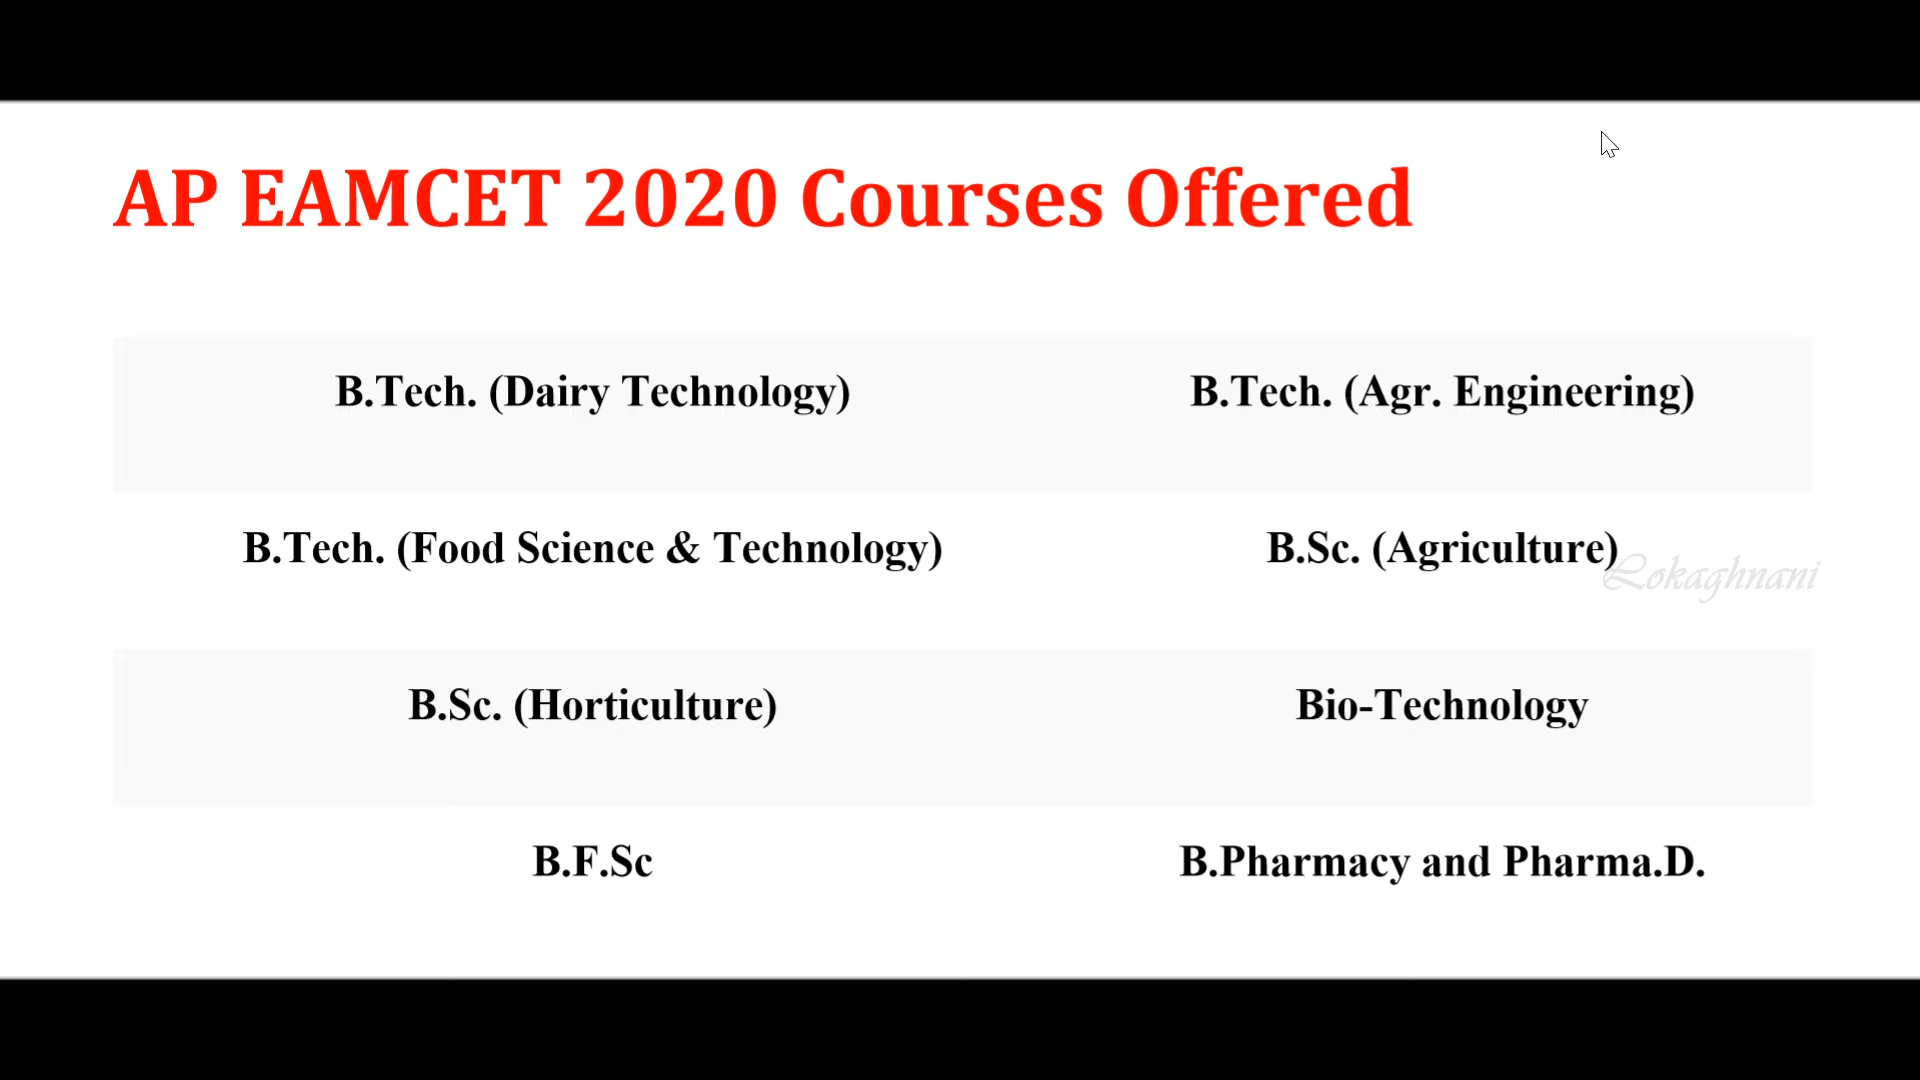 AP EAMCET 2020 Courses Offered
B.Tech. (Dairy Technology) B.Tech. (Agr. Engineering)
B.Tech. (Food Science & Technology) B.Sc. (Agriculture)
Lokaghnani
B.Sc. (Horticulture) Bio-Technology
B.F.Sc B.Pharmacy and Pharma.D.